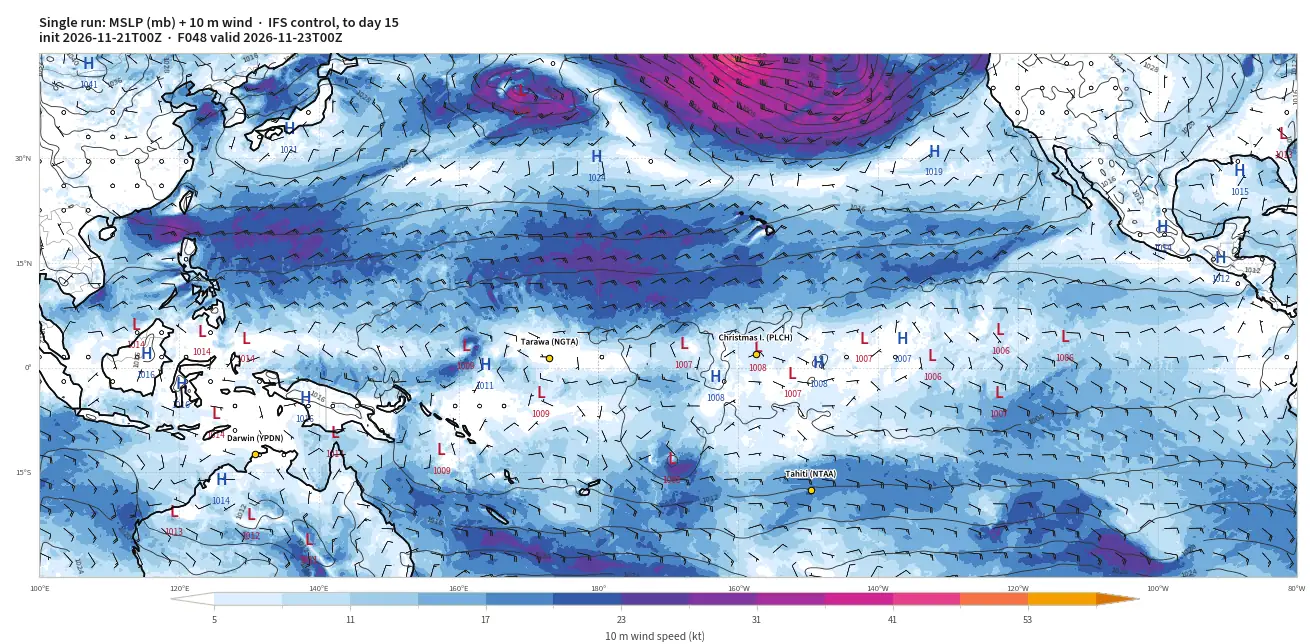 Single run: MSLP (mb) + 10 m wind · IFS control, to day 15
init 2026-11-21T00Z · F048 valid 2026-11-23T00Z
H
1041
H
1021
L
H
1024
H
1019
L
H
1015
H
H
1012
1012
30°N
15°N
0°
15°S
L
1014
L
1014
L
1014
H
1016
H
L
1014
H
1016
L
L
1009
H
1011
Tarawa (NGTA)
L
1009
L
1007
Christmas I. (PLCH)
L
1008
H
1008
L
1007
H
1008
L
1007
H
1007
L
1006
L
1006
L
1006
L
Darwin (YPDN)
H
1014
L
1013
L
1012
L
L
1009
L
Tahiti (NTAA)
100°E
120°E
140°E
160°E
180°
160°W
140°W
120°W
100°W
80°W
5
11
17
23
31
41
53
10 m wind speed (kt)